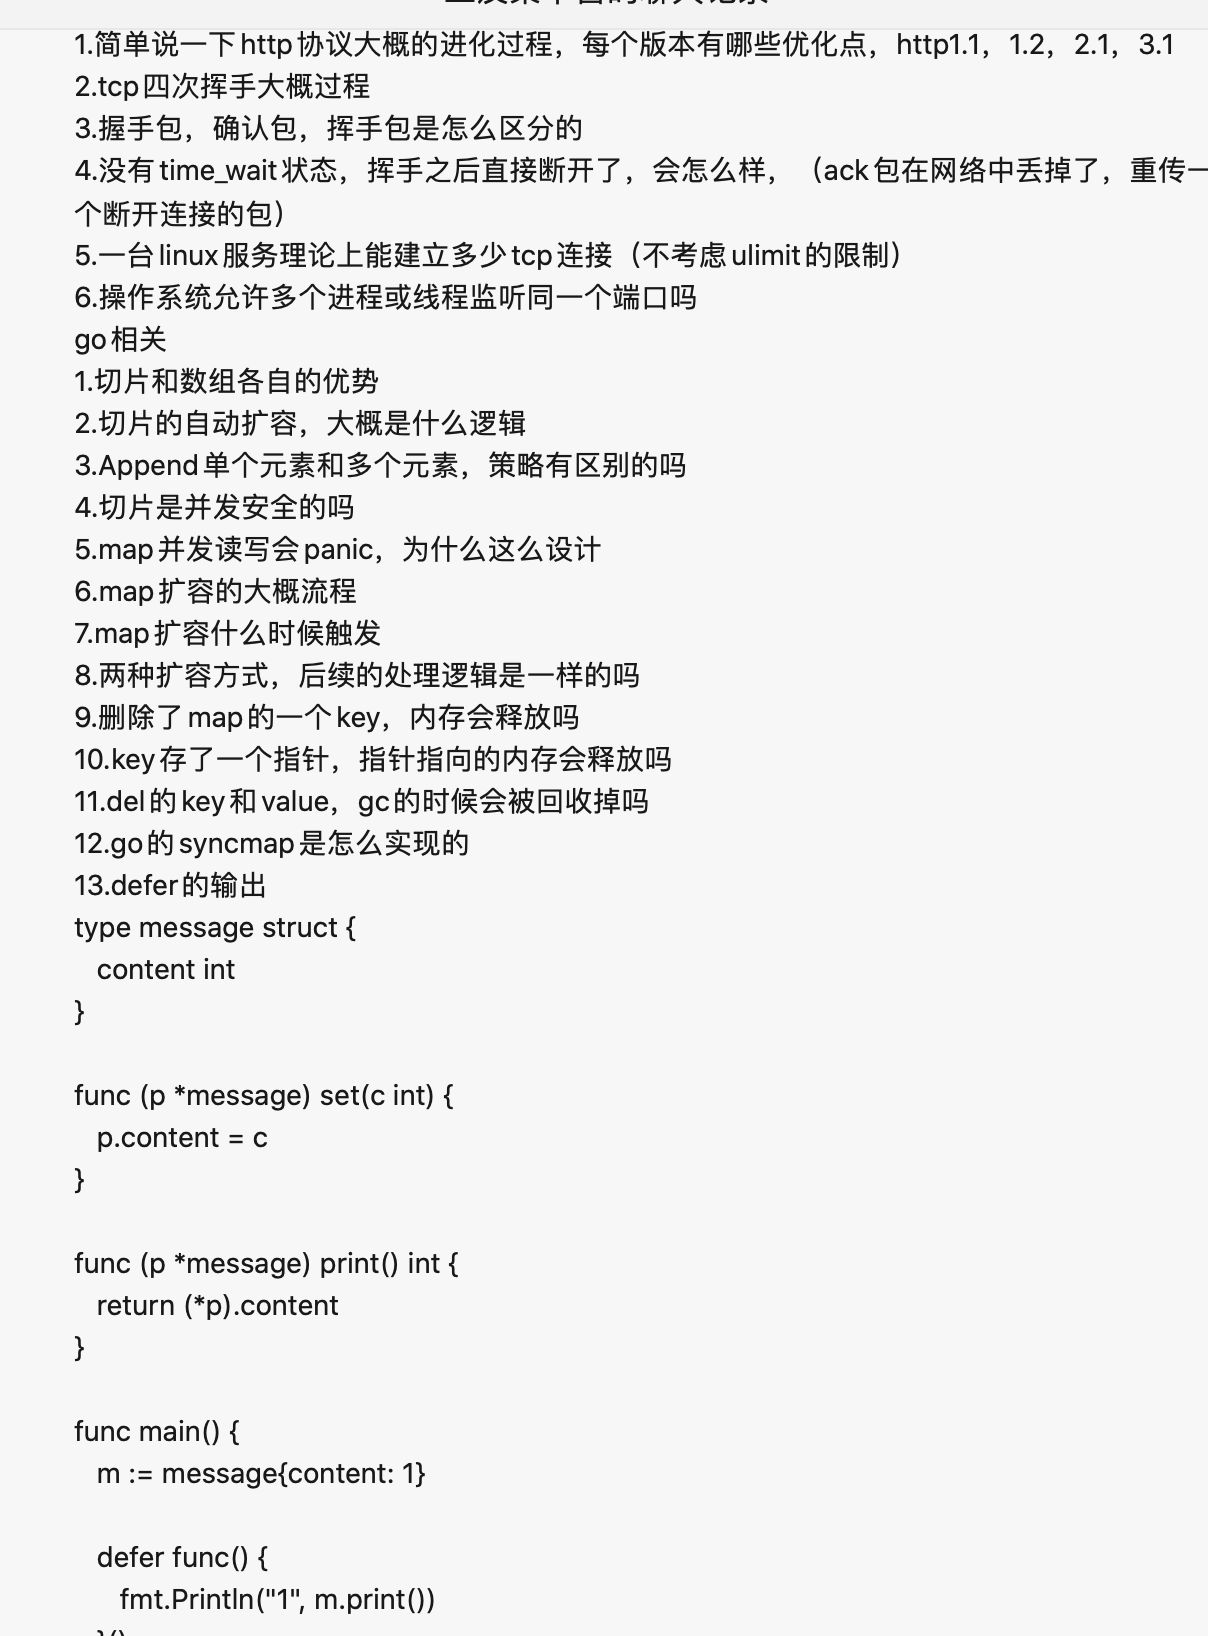 1.简单说一下http协议大概的进化过程，每个版本有哪些优化点，http1.1，1.2，2.1，3.1
2.tcp四次挥手大概过程
3.握手包，确认包，挥手包是怎么区分的
4.没有time_wait状态，挥手之后直接断开了，会怎么样，（ack包在网络中丢掉了，重传一
个断开连接的包）
5.一台linux服务理论上能建立多少tcp连接（不考虑ulimit的限制）
6.操作系统允许多个进程或线程监听同一个端口吗
go相关
1.切片和数组各自的优势
2.切片的自动扩容，大概是什么逻辑
3.Append单个元素和多个元素，策略有区别的吗
4.切片是并发安全的吗
5.map并发读写会panic，为什么这么设计
6.map扩容的大概流程
7.map扩容什么时候触发
8.两种扩容方式，后续的处理逻辑是一样的吗
9.删除了map的一个key，内存会释放吗
10.key存了一个指针，指针指向的内存会释放吗
11.del的key和value，gc的时候会被回收掉吗
12.go的syncmap是怎么实现的
13.defer的输出
type message struct {
content int
}
func (p *message) set(c int) {
p.content = c
}
func (p *message) print() int {
return (*p).content
}
func main() {
m := message{content: 1}
defer func() {
fmt.Println("1", m.print())
}()